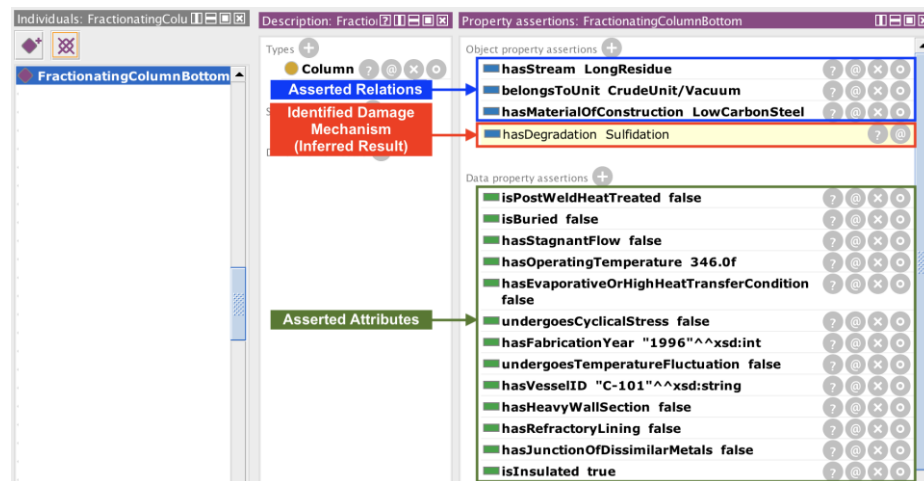 Individuals: FractionatingColu
Description: Fraction
Property assertions: FractionatingColumnBottom
FractionatingColumnBottom
Types
Column
Asserted Relations
Identified Damage
Mechanism
(Inferred Result)
Asserted Attributes
Object property assertions
hasStream LongResidue
belongsToUnit CrudeUnit/Vacuum
hasMaterialOfConstruction LowCarbonSteel
hasDegradation Sulfidation
Data property assertions
isPostWeldHeatTreated false
isBuried false
hasStagnantFlow false
hasOperatingTemperature 346.0f
hasEvaporativeOrHighHeatTransferCondition
false
undergoesCyclicalStress false
hasFabricationYear "1996"^^xsd:int
undergoesTemperatureFluctuation false
hasVesselID "C-101"^^xsd:string
hasHeavyWallSection false
hasRefractoryLining false
hasJunctionOfDissimilarMetals false
isInsulated true